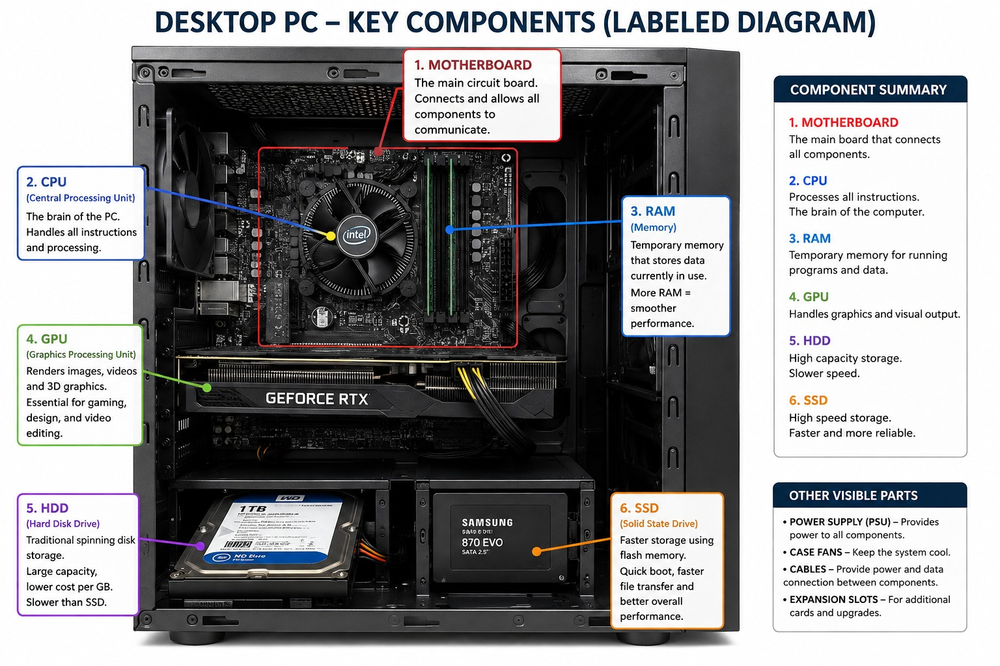 DESKTOP PC – KEY COMPONENTS (LABELED DIAGRAM)
1. MOTHERBOARD
The main circuit board.
Connects and allows all
components to
communicate.
2. CPU
(Central Processing Unit)
The brain of the PC.
Handles all instructions
and processing.
intel
3. RAM
(Memory)
Temporary memory
that stores data
currently in use.
More RAM =
smoother
performance.
4. GPU
(Graphics Processing Unit)
Renders images, videos
and 3D graphics.
Essential for gaming,
design, and video
editing.
GEFORCE RTX
5. HDD
(Hard Disk Drive)
Traditional spinning disk
storage.
Large capacity,
lower cost per GB.
Slower than SSD.
WD
1TB
SAMSUNG
870 EVO
SATA 2.5"
6. SSD
(Solid State Drive)
Faster storage using
flash memory.
Quick boot, faster
file transfer and
better overall
performance.
COMPONENT SUMMARY
1. MOTHERBOARD
The main board that connects
all components.
2. CPU
Processes all instructions.
The brain of the computer.
3. RAM
Temporary memory for running
programs and data.
4. GPU
Handles graphics and visual output.
5. HDD
High capacity storage.
Slower speed.
6. SSD
High speed storage.
Faster and more reliable.
OTHER VISIBLE PARTS
• POWER SUPPLY (PSU) – Provides
power to all components.
• CASE FANS – Keep the system cool.
• CABLES – Provide power and data
connection between components.
• EXPANSION SLOTS – For additional
cards and upgrades.